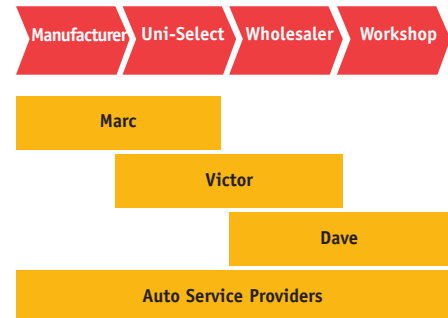 Manufacturer Uni-Select Wholesaler Workshop
Marc
Victor
Dave
Auto Service Providers